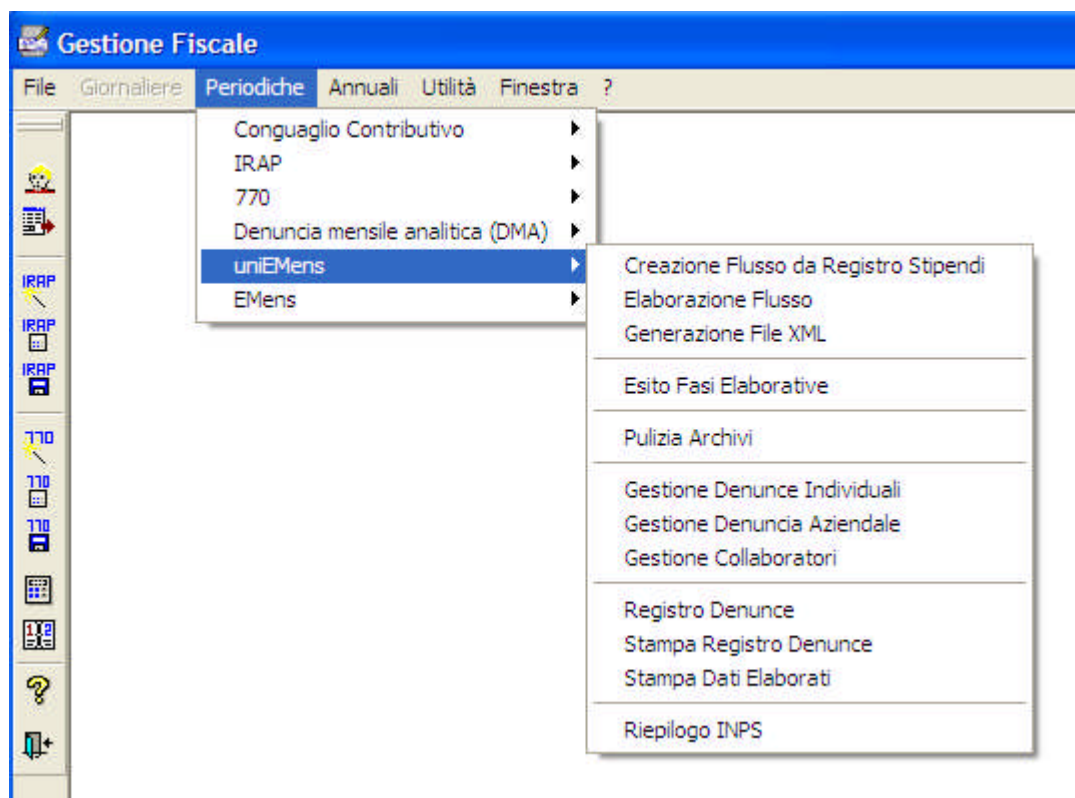 Gestione Fiscale
File Giornaliere Periodiche Annuali Utilità Finestra ?
Conguaglio Contributivo
IRAP
770
Denuncia mensile analitica (DMA)
uniEMens
EMens
Creazione Flusso da Registro Stipendi
Elaborazione Flusso
Generazione File XML
Esito Fasi Elaborative
Pulizia Archivi
Gestione Denunce Individuali
Gestione Denuncia Aziendale
Gestione Collaboratori
Registro Denunce
Stampa Registro Denunce
Stampa Dati Elaborati
Riepilogo INPS
IRAP
IRAP
IRAP
770
770
770
1 2
?